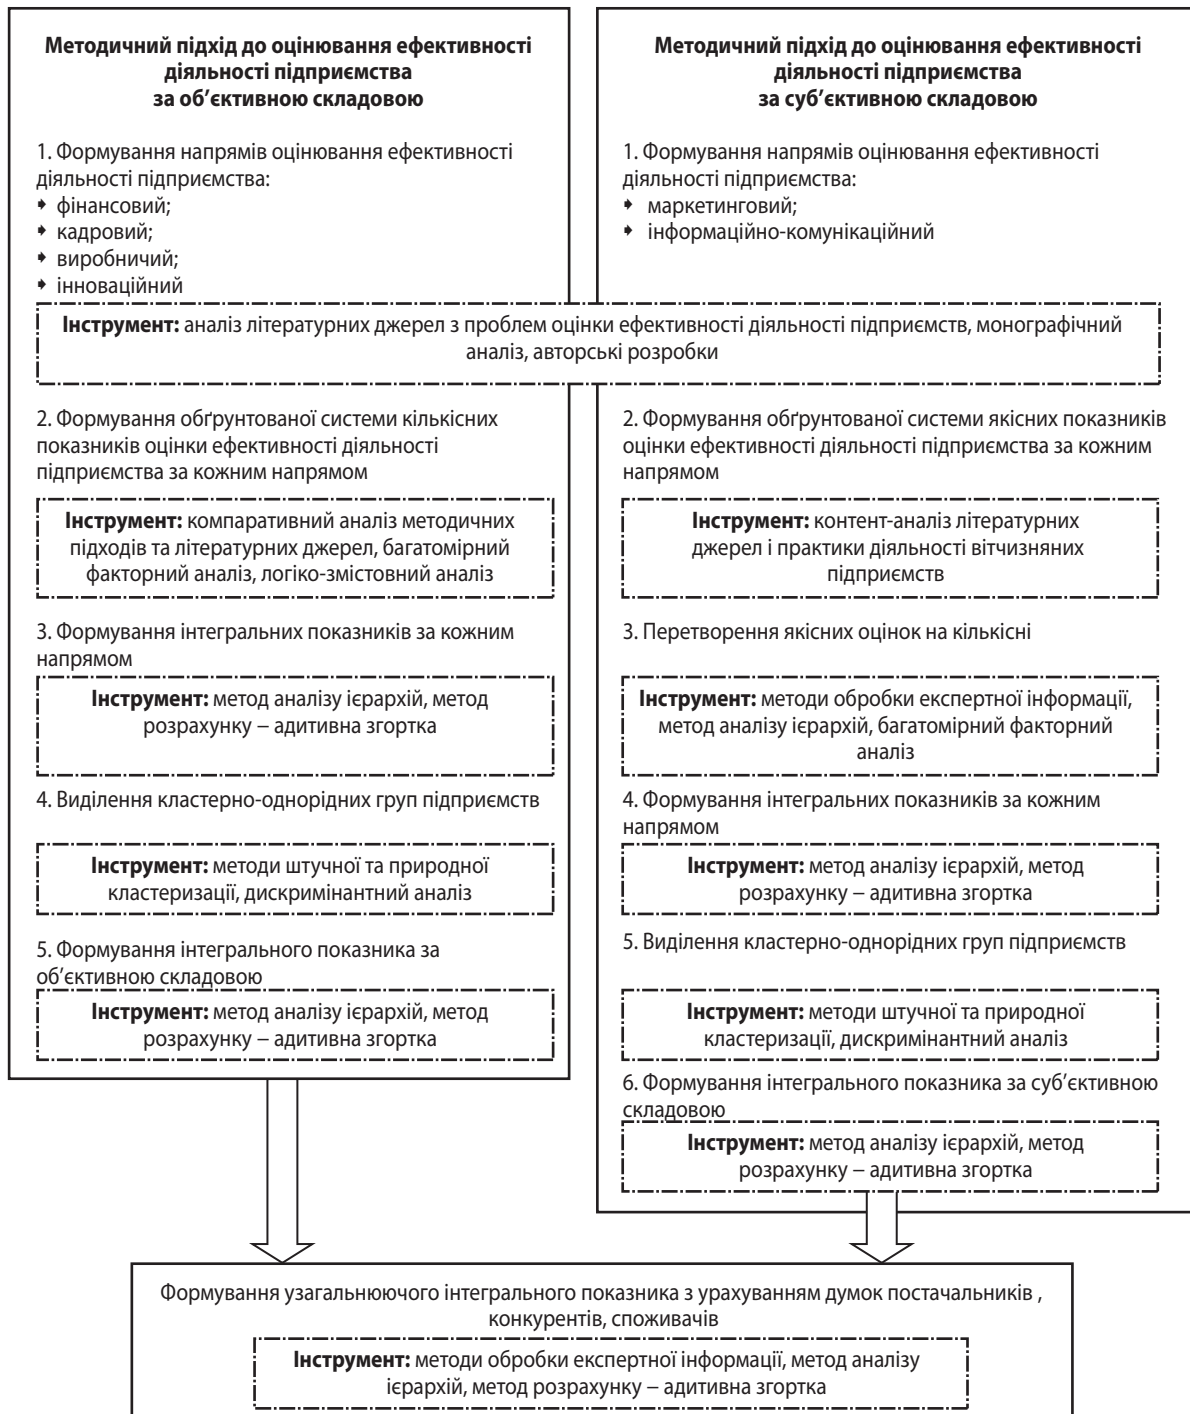 Методичний підхід до оцінювання ефективності
діяльності підприємства
за об’єктивною складовою
1. Формування напрямів оцінювання ефективності
діяльності підприємства:
➧ фінансовий;
➧ кадровий;
➧ виробничий;
➧ інноваційний
Методичний підхід до оцінювання ефективності
діяльності підприємства
за суб’єктивною складовою
1. Формування напрямів оцінювання ефективності
діяльності підприємства:
➧ маркетинговий;
➧ інформаційно-комунікаційний
Інструмент: аналіз літературних джерел з проблем оцінки ефективності діяльності підприємств, монографічний
аналіз, авторські розробки
2. Формування обґрунтованої системи кількісних
показників оцінки ефективності діяльності
підприємства за кожним напрямом
Інструмент: компаративний аналіз методичних
підходів та літературних джерел, багатомірний
факторний аналіз, логіко-змістовний аналіз
3. Формування інтегральних показників за кожним
напрямом
Інструмент: метод аналізу ієрархій, метод
розрахунку – адитивна згортка
4. Виділення кластерно-однорідних груп підприємств
Інструмент: методи штучної та природної
кластеризації, дискримінантний аналіз
5. Формування інтегрального показника за
об’єктивною складовою
Інструмент: метод аналізу ієрархій, метод
розрахунку – адитивна згортка
2. Формування обґрунтованої системи якісних показників
оцінки ефективності діяльності підприємства за кожним
напрямом
Інструмент: контент-аналіз літературних
джерел і практики діяльності вітчизняних
підприємств
3. Перетворення якісних оцінок на кількісні
Інструмент: методи обробки експертної інформації,
метод аналізу ієрархій, багатомірний факторний
аналіз
4. Формування інтегральних показників за кожним
напрямом
Інструмент: метод аналізу ієрархій, метод
розрахунку – адитивна згортка
5. Виділення кластерно-однорідних груп підприємств
Інструмент: методи штучної та природної
кластеризації, дискримінантний аналіз
6. Формування інтегрального показника за суб’єктивною
складовою
Інструмент: метод аналізу ієрархій, метод
розрахунку – адитивна згортка
Формування узагальнюючого інтегрального показника з урахуванням думок постачальників ,
конкурентів, споживачів
Інструмент: методи обробки експертної інформації, метод аналізу
ієрархій, метод розрахунку – адитивна згортка